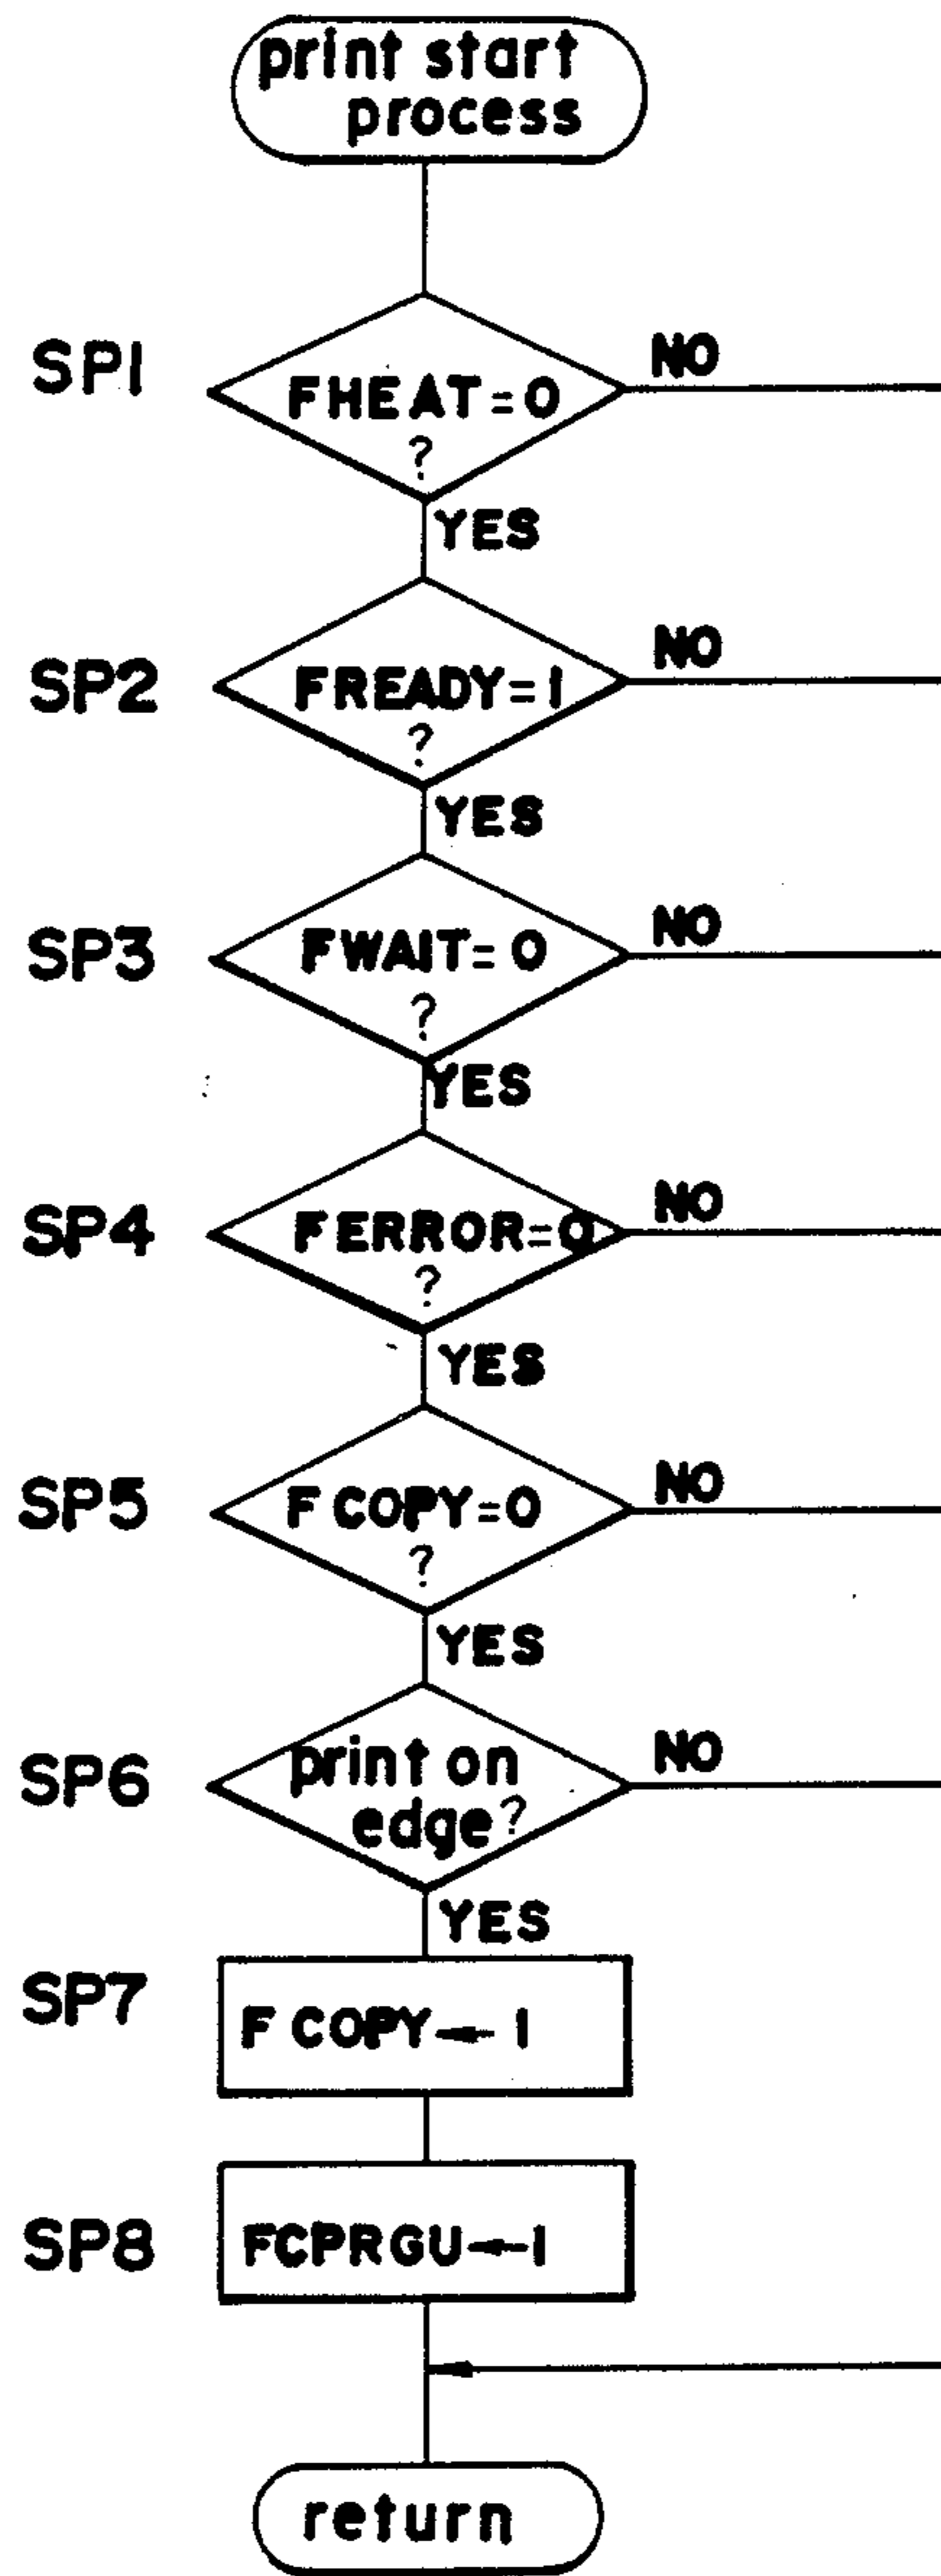 print start
process
SP1
FHEAT=0
?
NO
YES
SP2
FREADY=1
?
NO
YES
SP3
FWAIT=0
?
NO
YES
SP4
FERROR=0
?
NO
YES
SP5
FCOPY=0
?
NO
YES
SP6
print on
edge?
NO
YES
SP7
FCOPY←1
SP8
FCPRGU←1
return